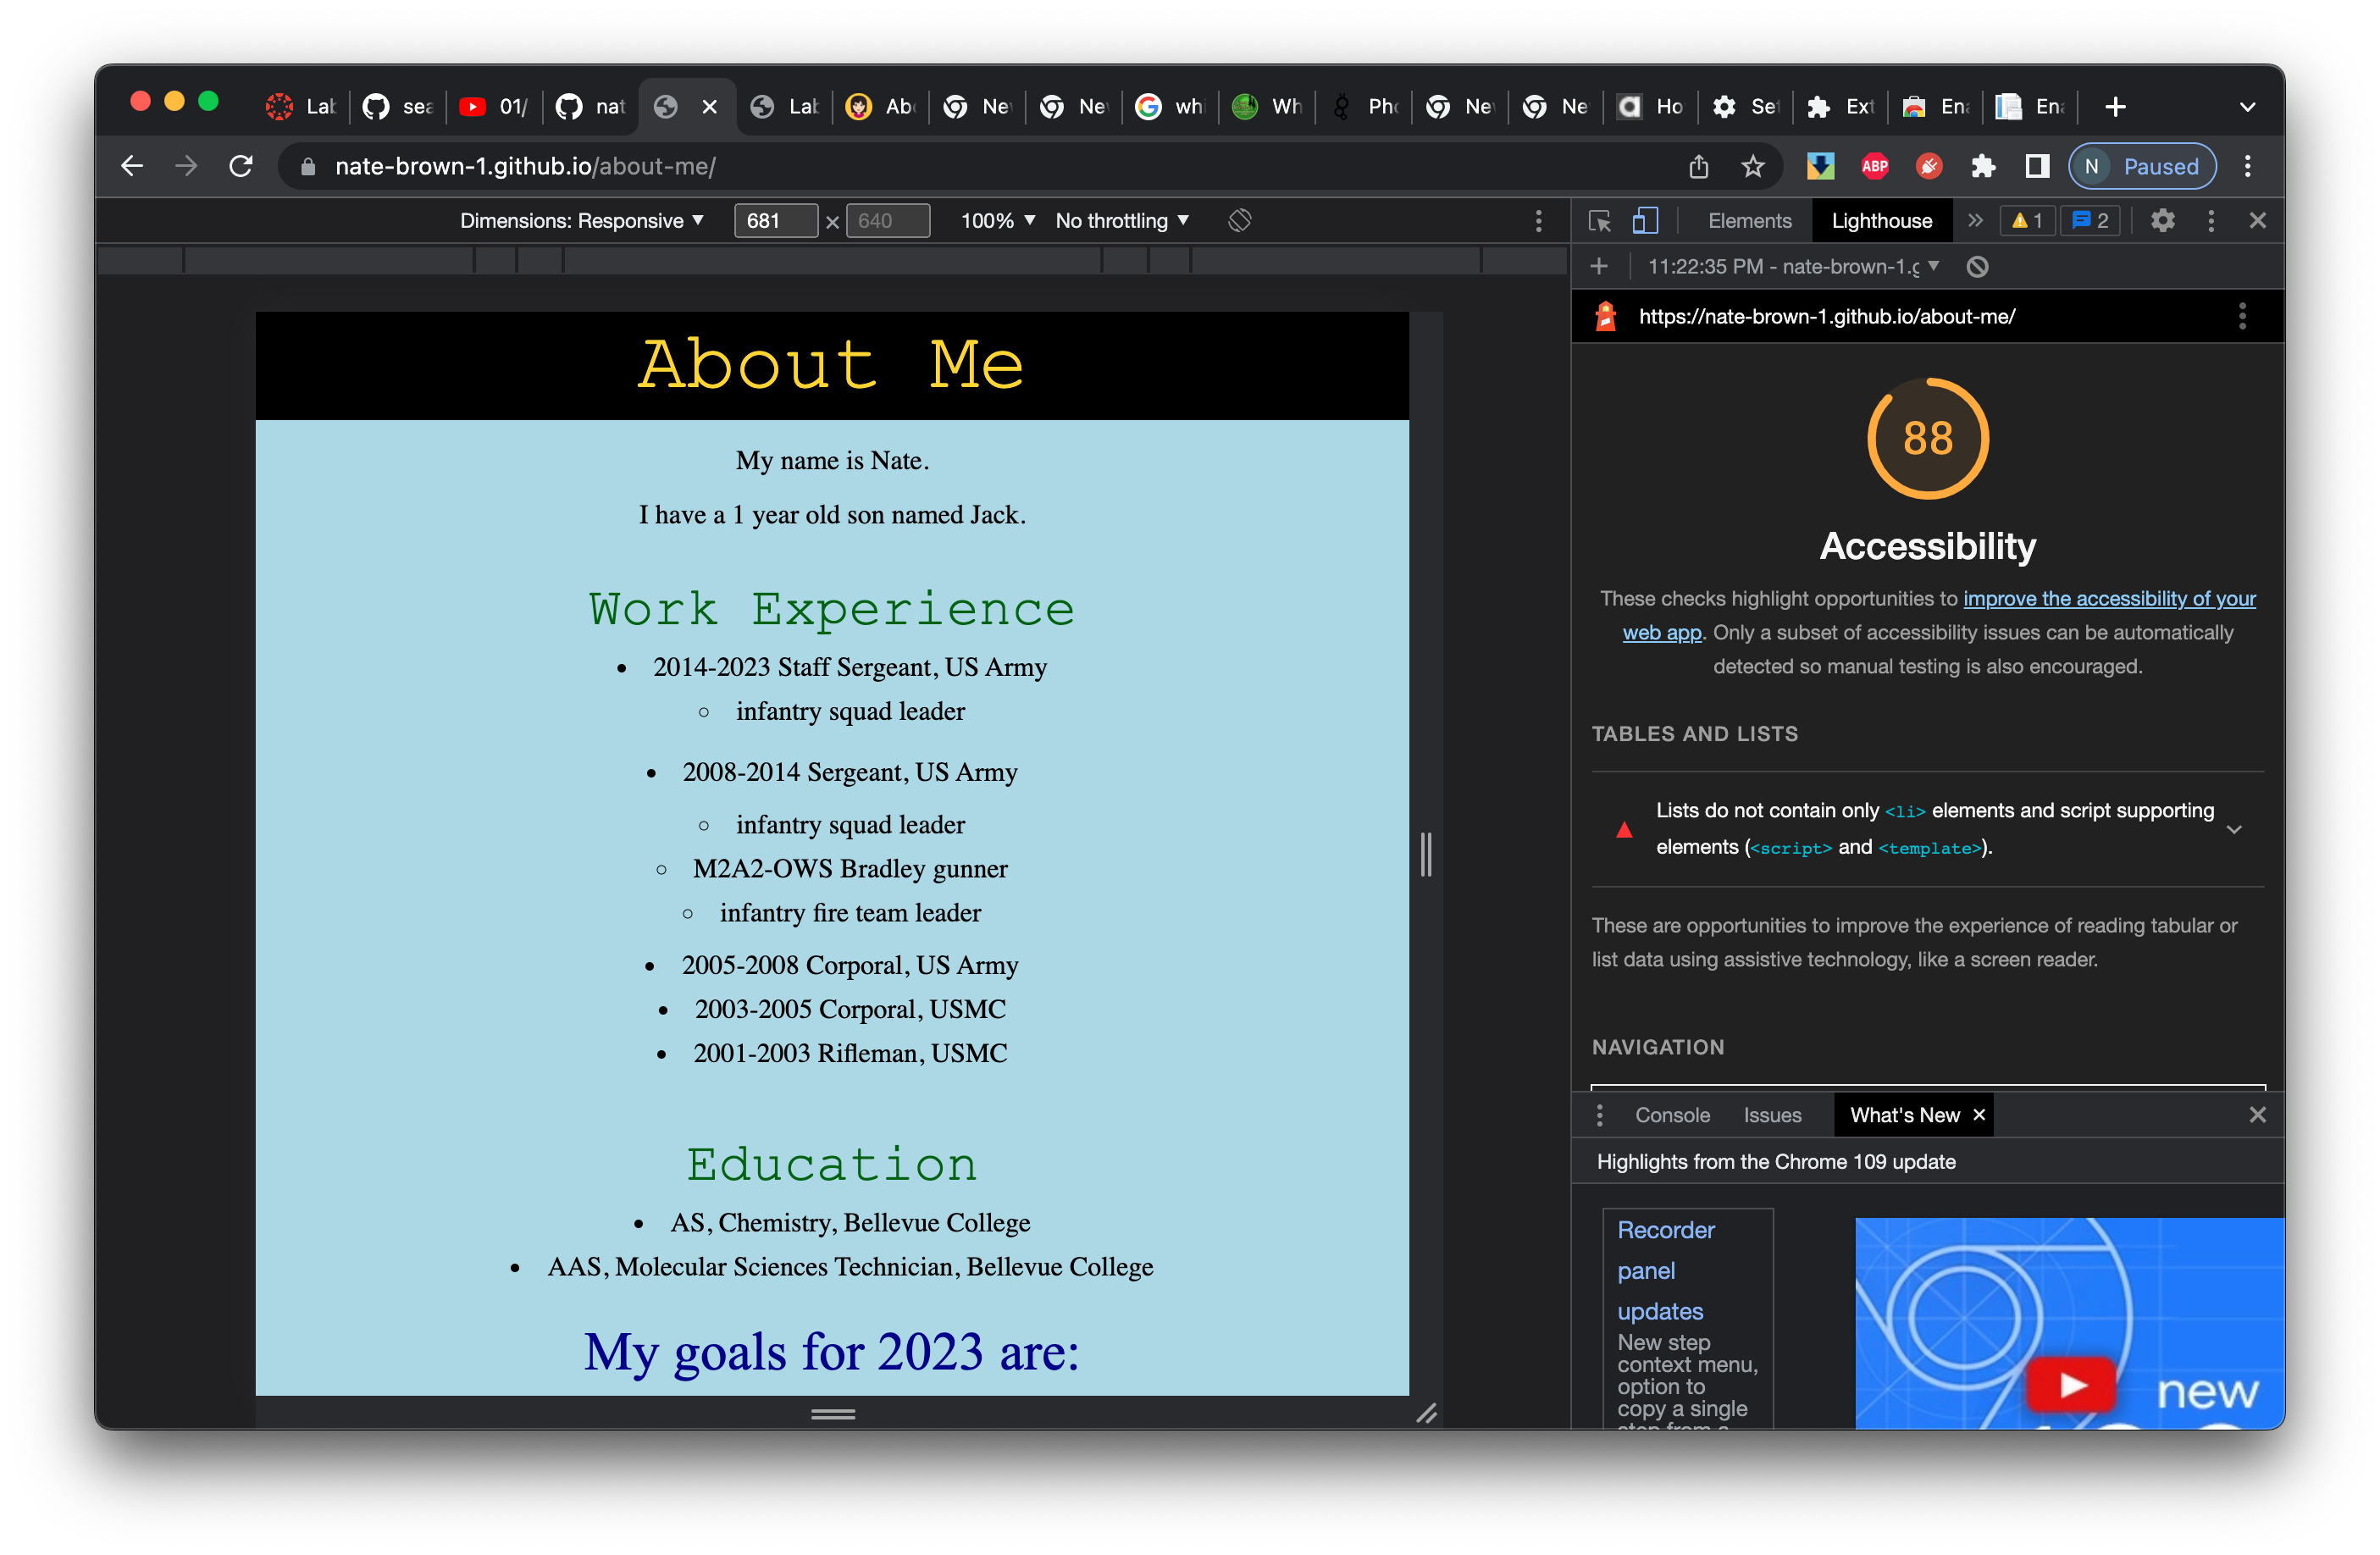 Lab
sea
01/
nat
Lab
Abo
Ne
Ne
whi
Wh
Pho
Ne
Ne
Ho
Set
Ext
Ena
Ena
nate-brown-1.github.io/about-me/
ABP
N Paused
Dimensions: Responsive 681 × 640 100% No throttling
Elements Lighthouse 1 2
11:22:35 PM - nate-brown-1.g
https://nate-brown-1.github.io/about-me/
About Me
My name is Nate.
I have a 1 year old son named Jack.
Work Experience
2014-2023 Staff Sergeant, US Army
infantry squad leader
2008-2014 Sergeant, US Army
infantry squad leader
M2A2-OWS Bradley gunner
infantry fire team leader
2005-2008 Corporal, US Army
2003-2005 Corporal, USMC
2001-2003 Rifleman, USMC
Education
AS, Chemistry, Bellevue College
AAS, Molecular Sciences Technician, Bellevue College
My goals for 2023 are:
88
Accessibility
These checks highlight opportunities to improve the accessibility of your
web app. Only a subset of accessibility issues can be automatically
detected so manual testing is also encouraged.
TABLES AND LISTS
Lists do not contain only <li> elements and script supporting
elements (<script> and <template>).
These are opportunities to improve the experience of reading tabular or
list data using assistive technology, like a screen reader.
NAVIGATION
Console Issues What's New
Highlights from the Chrome 109 update
Recorder
panel
updates
New step
context menu,
option to
copy a single
new